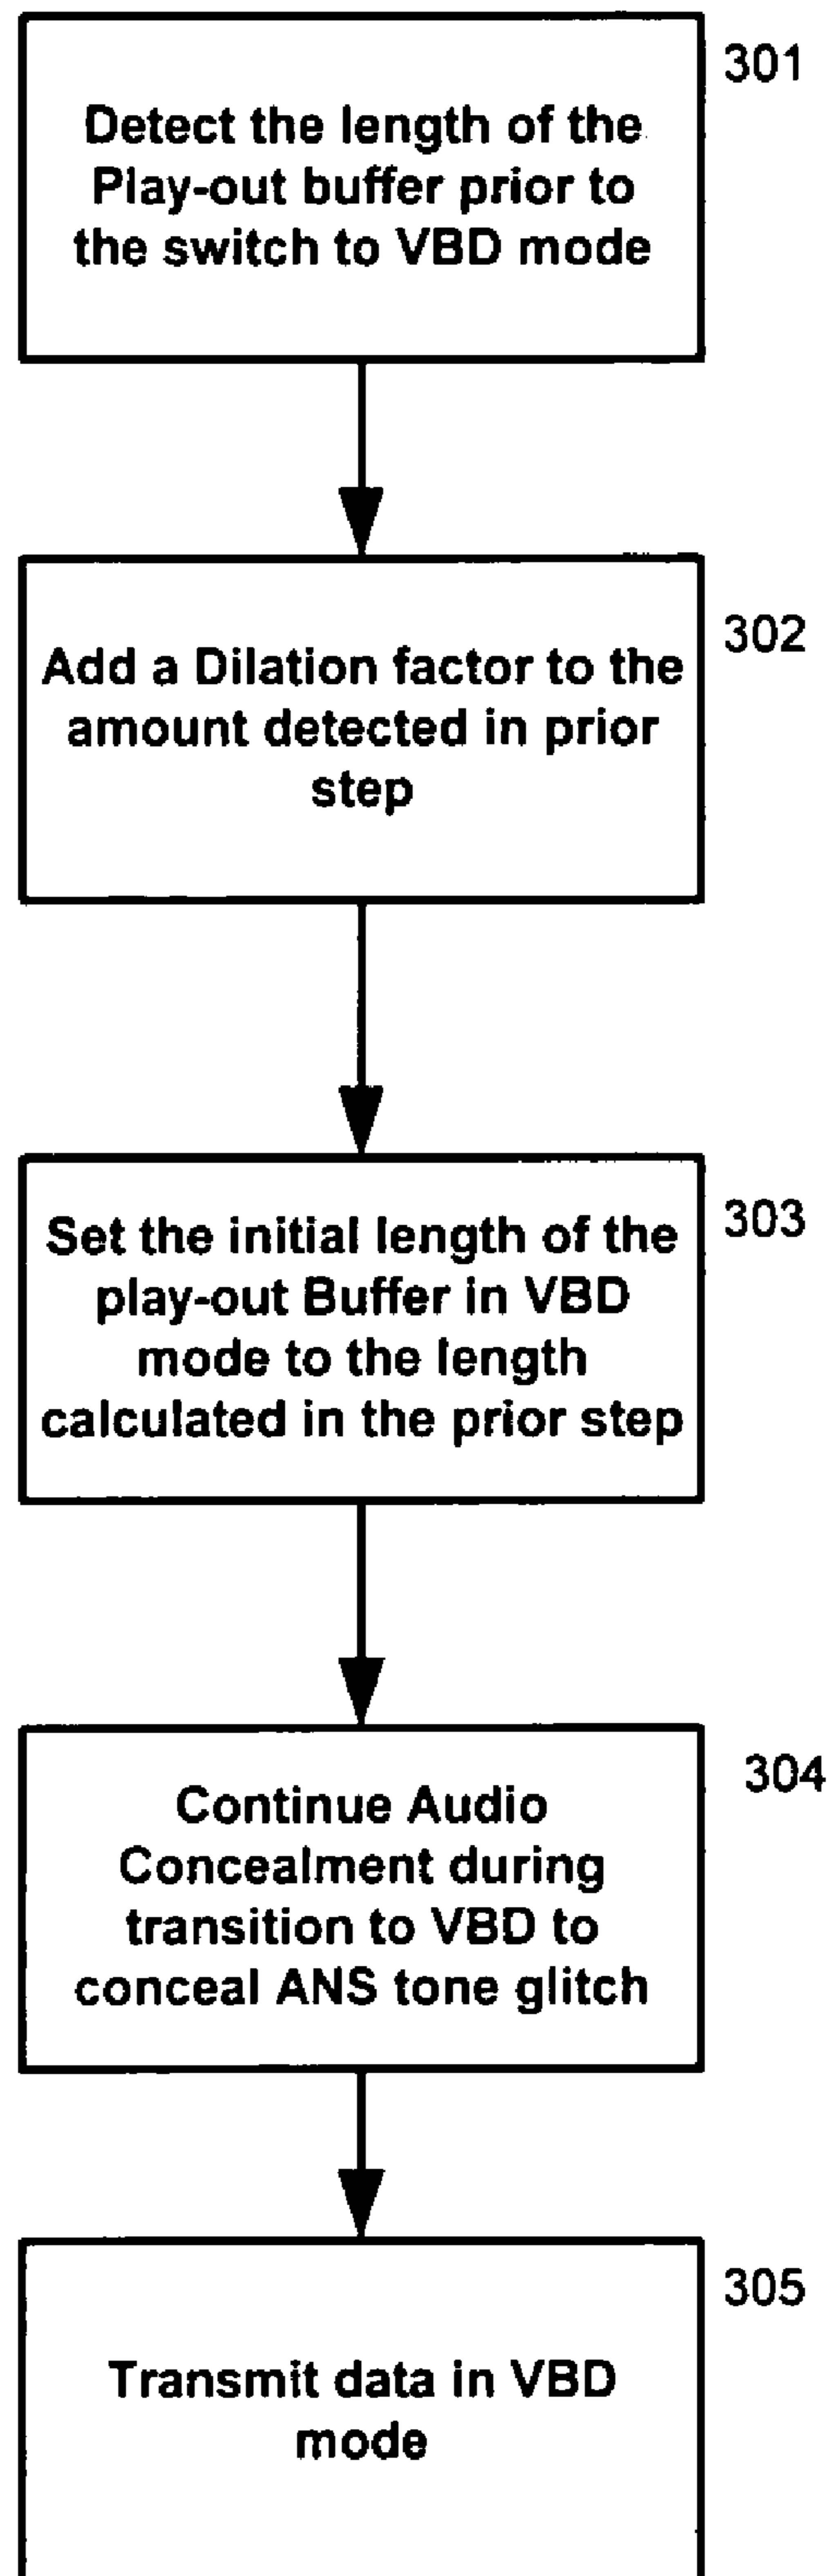 301
Detect the length of the
Play-out buffer prior to
the switch to VBD mode
302
Add a Dilation factor to the
amount detected in prior
step
303
Set the initial length of the
play-out Buffer in VBD
mode to the length
calculated in the prior step
304
Continue Audio
Concealment during
transition to VBD to
conceal ANS tone glitch
305
Transmit data in VBD
mode